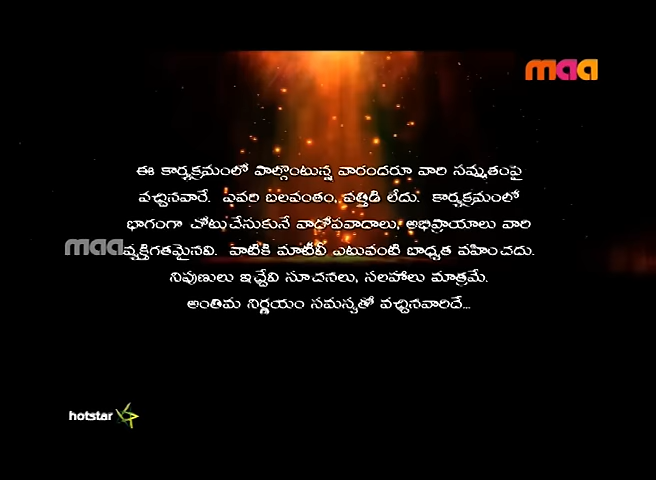 maa
ఈ కార్యక్రమంలో పాల్గొంటున్న వారందరూ వారి సమ్మతంపై
వచ్చినవారే. ఎవరి బలవంతం, వత్తిడి లేదు. కార్యక్రమంలో
భాగంగా చోటుచేసుకునే వాదోపవాదాలు, అభిప్రాయాలు వారి
maa వ్యక్తిగతమైనవి. వాటికి మాటీవీ ఎటువంటి బాధ్యత వహించదు.
నిపుణులు ఇచ్చేవి సూచనలు, సలహాలు మాత్రమే.
అంతిమ నిర్ణయం సమస్యతో వచ్చినవారిదే...
hotstar